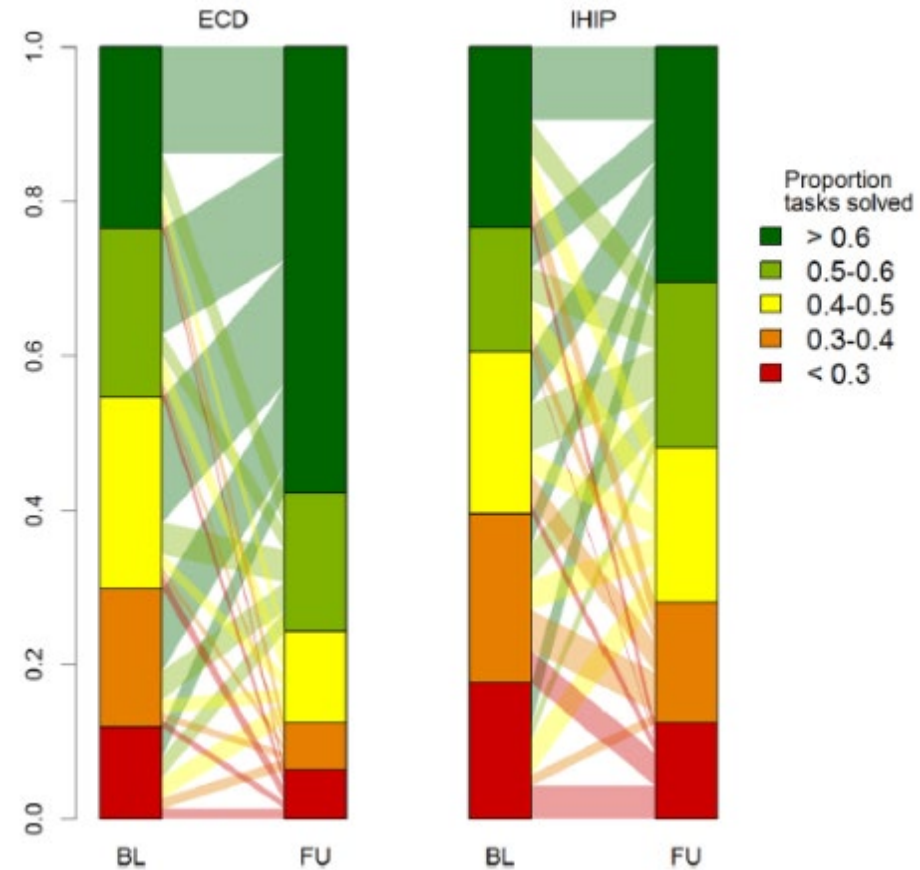 ECD
IHIP
1.0
0.8
0.6
0.4
0.2
0.0
BL
FU
BL
FU
Proportion
tasks solved
> 0.6
0.5-0.6
0.4-0.5
0.3-0.4
< 0.3